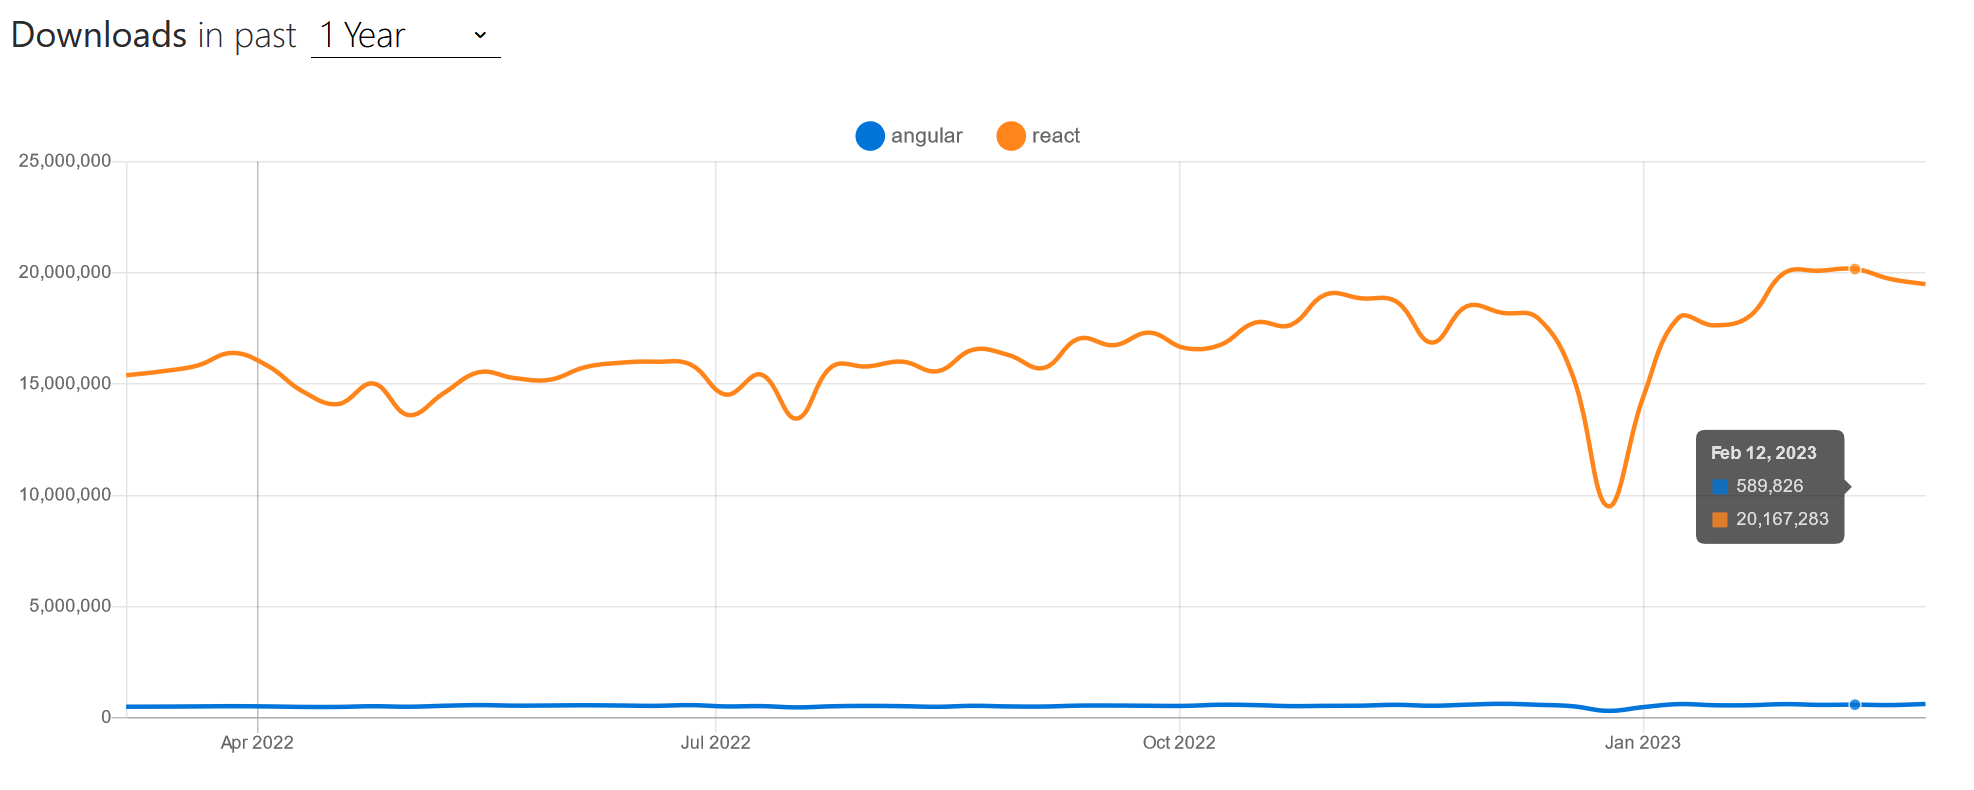 Downloads in past 1 Year
angular react
25,000,000
20,000,000
15,000,000
10,000,000
5,000,000
0
Feb 12, 2023
589,826
20,167,283
Apr 2022 Jul 2022 Oct 2022 Jan 2023